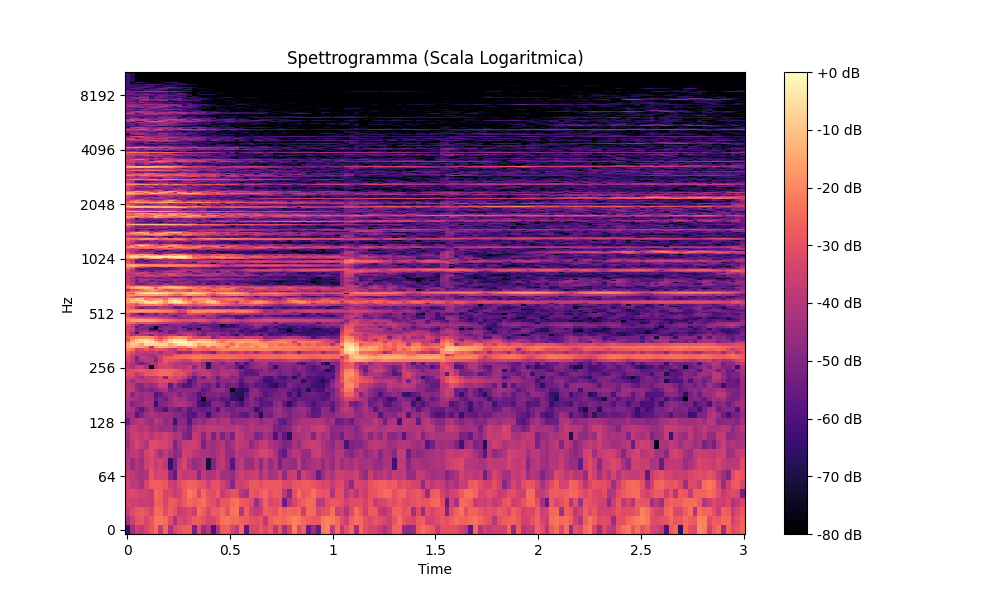 Spettrogramma (Scala Logaritmica)
Hz
8192
4096
2048
1024
512
256
128
64
0
0
0.5
1
1.5
2
2.5
3
Time
+0 dB
-10 dB
-20 dB
-30 dB
-40 dB
-50 dB
-60 dB
-70 dB
-80 dB